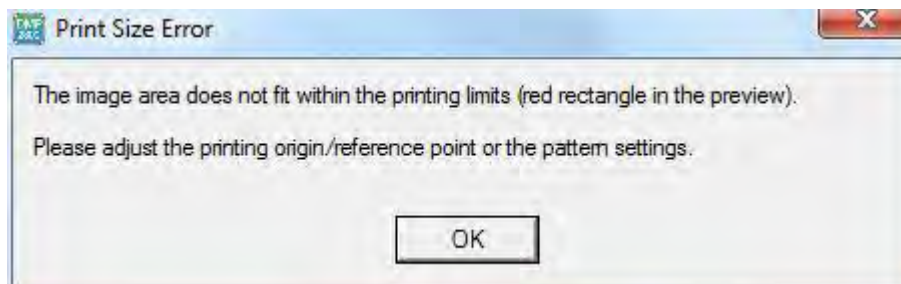 Print Size Error
The image area does not fit within the printing limits (red rectangle in the preview).
Please adjust the printing origin/reference point or the pattern settings.
OK